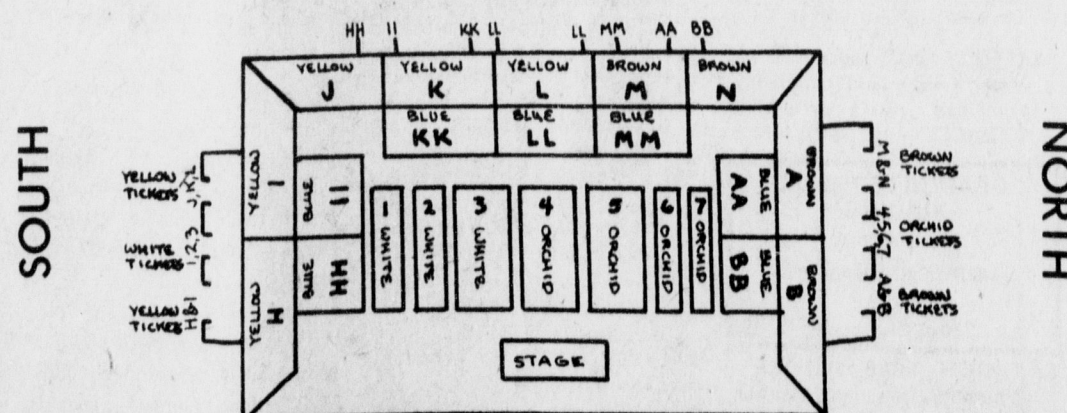 HH II KK LL LL MM AA BB
YELLOW YELLOW YELLOW BROWN BROWN
J K L M N
BLUE BLUE BLUE
KK LL MM
SOUTH
YELLOW TICKETS J, K, L
WHITE TICKETS 1, 2, 3
YELLOW TICKETS H & I
YELLOW I
YELLOW H
BLUE II
BLUE HH
1 WHITE
2 WHITE
3 WHITE
4 ORCHID
5 ORCHID
6 ORCHID
7 ORCHID
AA BLUE
BB BLUE
A BROWN
B BROWN
M & N BROWN TICKETS
4,5,6,7 ORCHID TICKETS
A & B BROWN TICKETS
NORTH
STAGE